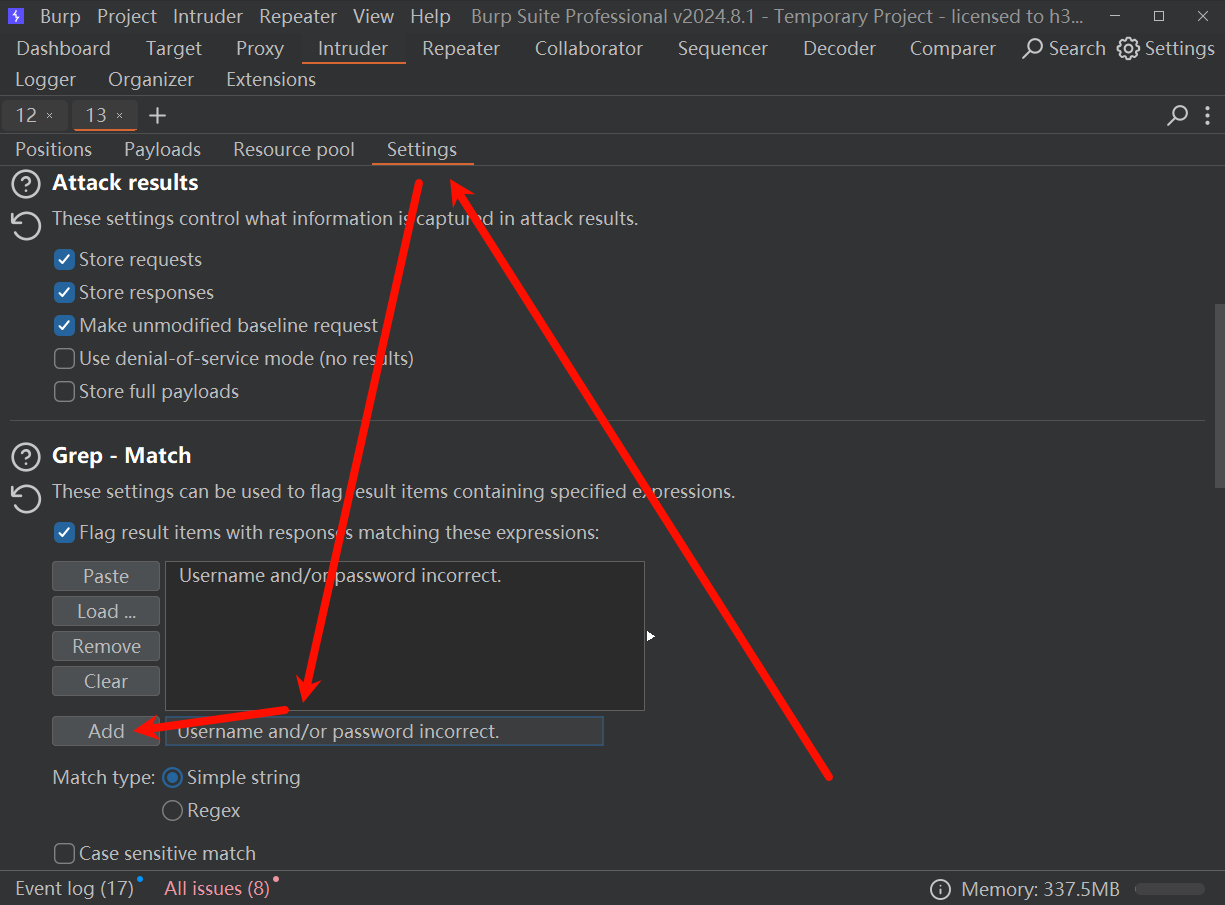 Burp Project Intruder Repeater View Help Burp Suite Professional v2024.8.1 - Temporary Project - licensed to h3...
Dashboard Target Proxy Intruder Repeater Collaborator Sequencer Decoder Comparer Search Settings
Logger Organizer Extensions
12 × 13 × +
Positions Payloads Resource pool Settings
Attack results
These settings control what information is captured in attack results.
Store requests
Store responses
Make unmodified baseline request
Use denial-of-service mode (no results)
Store full payloads
Grep - Match
These settings can be used to flag result items containing specified expressions.
Flag result items with responses matching these expressions:
Paste Username and/or password incorrect.
Load ...
Remove
Clear
Add Username and/or password incorrect.
Match type: Simple string
Regex
Case sensitive match
Event log (17) All issues (8) Memory: 337.5MB